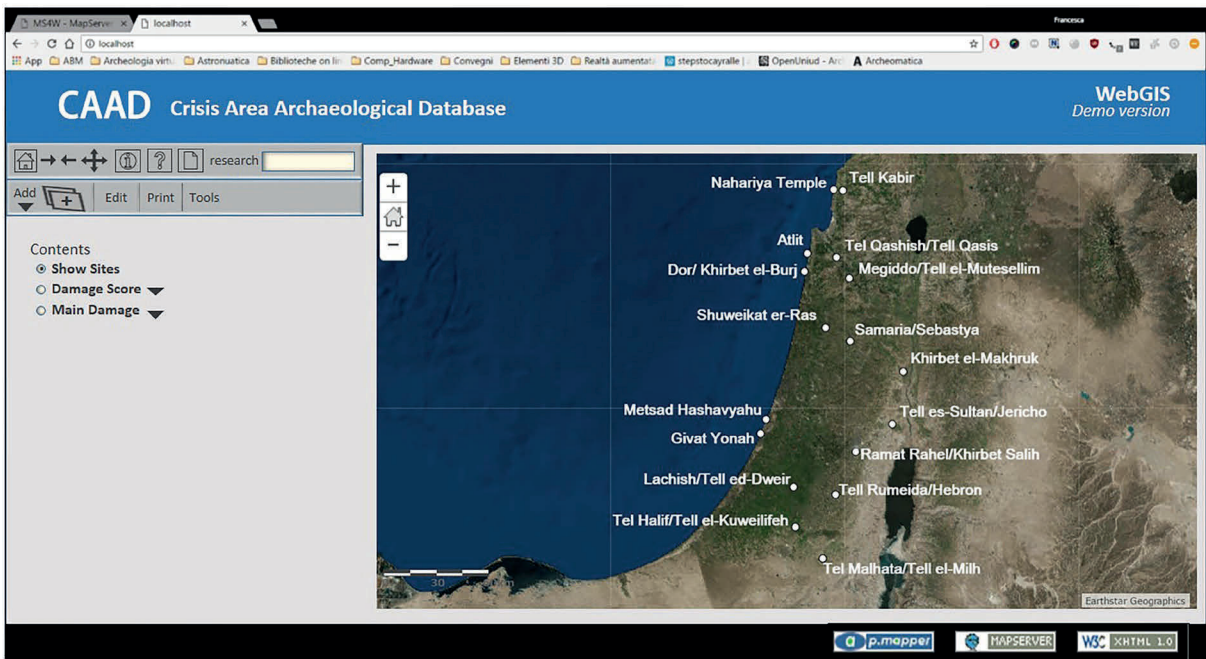 MS4W - MapServe
localhost
Francesca
localhost
App ABM Archeologia virtu Astronuatica Biblioteche on lin Comp_Hardware Convegni Elementi 3D Realtà aumentata stepstocayralle | OpenUniud - Arc Archeomatica
CAAD Crisis Area Archaeological Database
WebGIS
Demo version
research
Add Edit Print Tools
Contents
Show Sites
Damage Score
Main Damage
Nahariya Temple
Tell Kabir
Atlit
Tel Qashish/Tell Qasis
Dor/ Khirbet el-Burj
Megiddo/Tell el-Mutesellim
Shuweikat er-Ras
Samaria/Sebastya
Khirbet el-Makhruk
Metsad Hashavyahu
Tell es-Sultan/Jericho
Givat Yonah
Ramat Rahel/Khirbet Salih
Lachish/Tell ed-Dweir
Tell Rumeida/Hebron
Tel Halif/Tell el-Kuweilifeh
Tel Malhata/Tell el-Milh
30
Earthstar Geographics
p.mapper
MAPSERVER
W3C XHTML 1.0